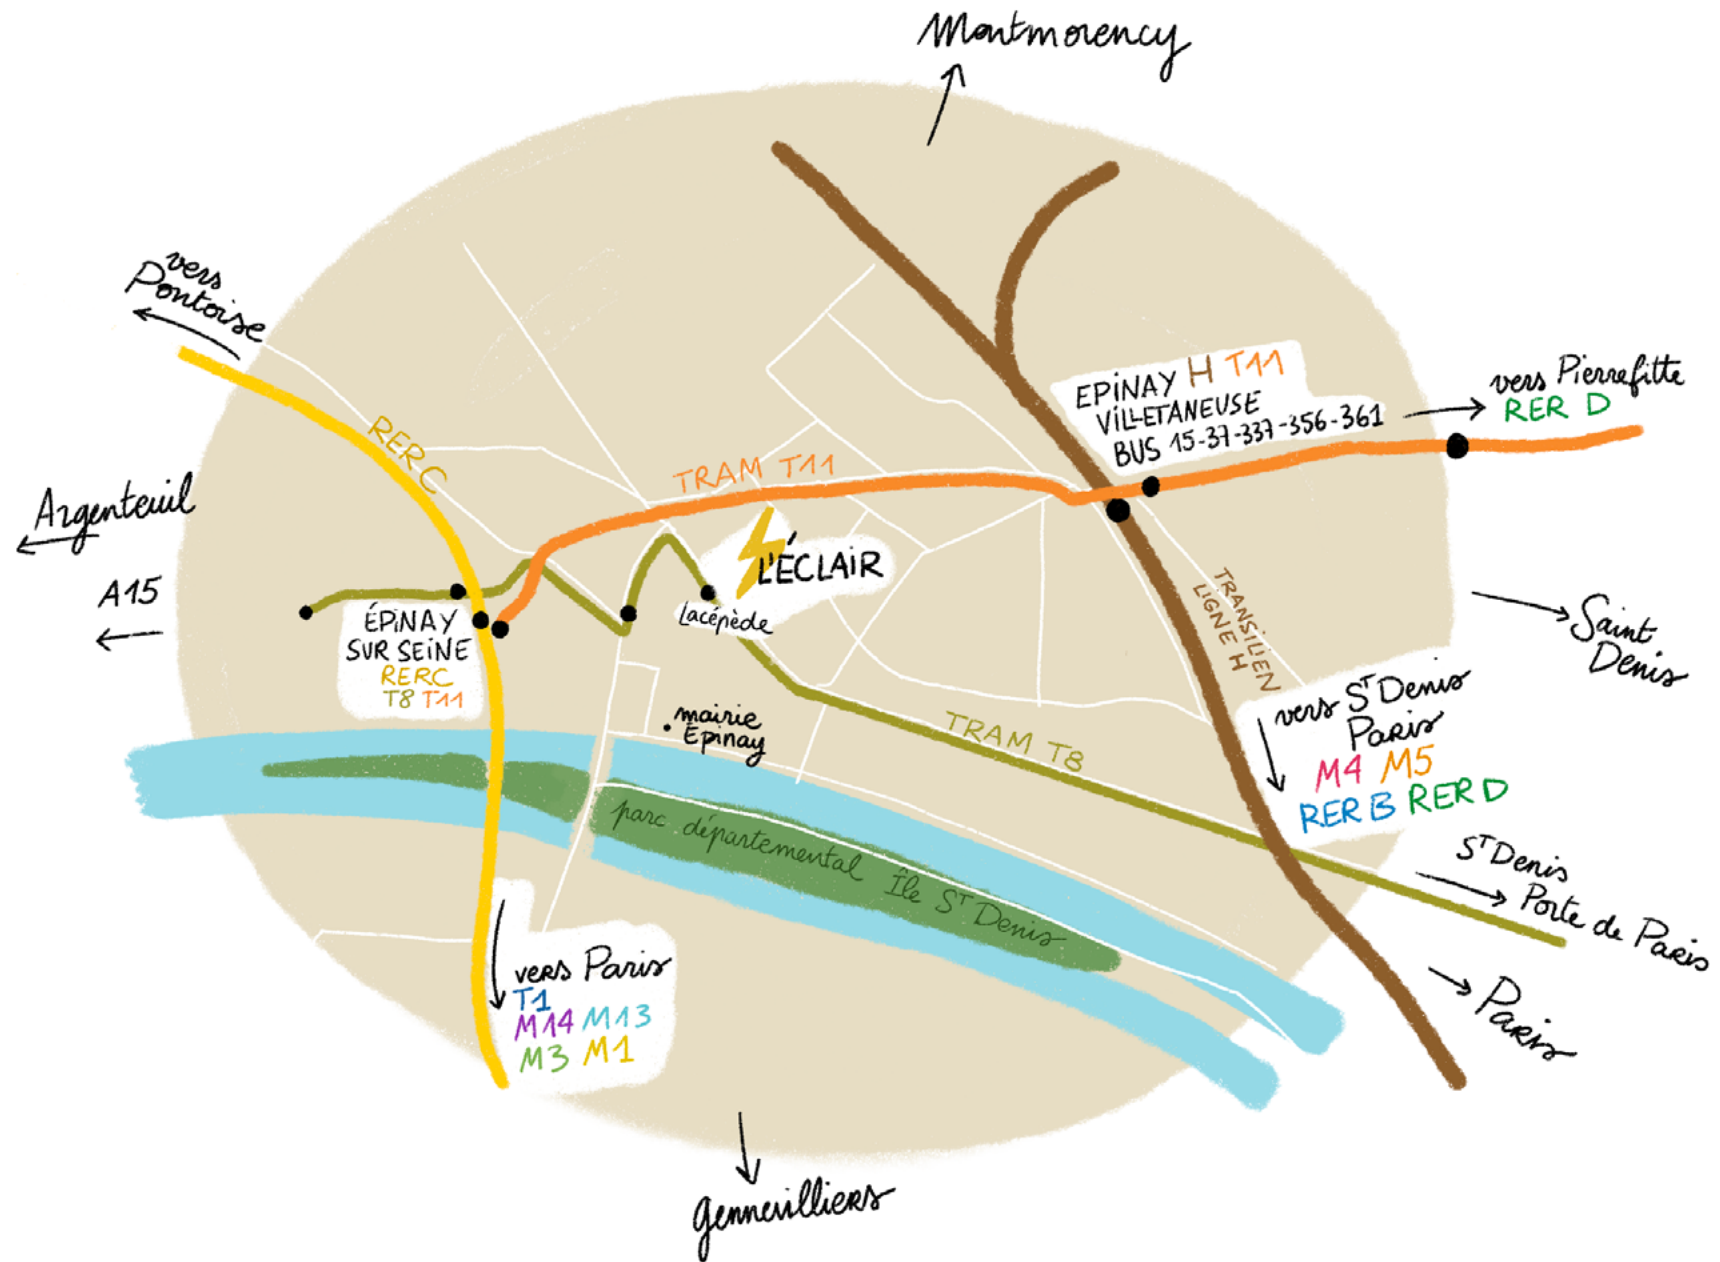 Montmorency
vers
Pontoise
RER C
Argenteuil
A15
TRAM T11
EPINAY H T11
VILLETANEUSE
BUS 15-37-337-356-361
vers Pierrefitte
RER D
L'ÉCLAIR
Lacépède
ÉPINAY
SUR SEINE
RERC
T8 T11
TRANSILIEN
LIGNE H
Saint
Denis
mairie
Épinay
TRAM T8
vers ST Denis
Paris
M4 M5
RER B RER D
parc départemental Île ST Denis
ST Denis
Porte de Paris
Paris
vers Paris
T1
M14 M13
M3 M1
Gennevilliers